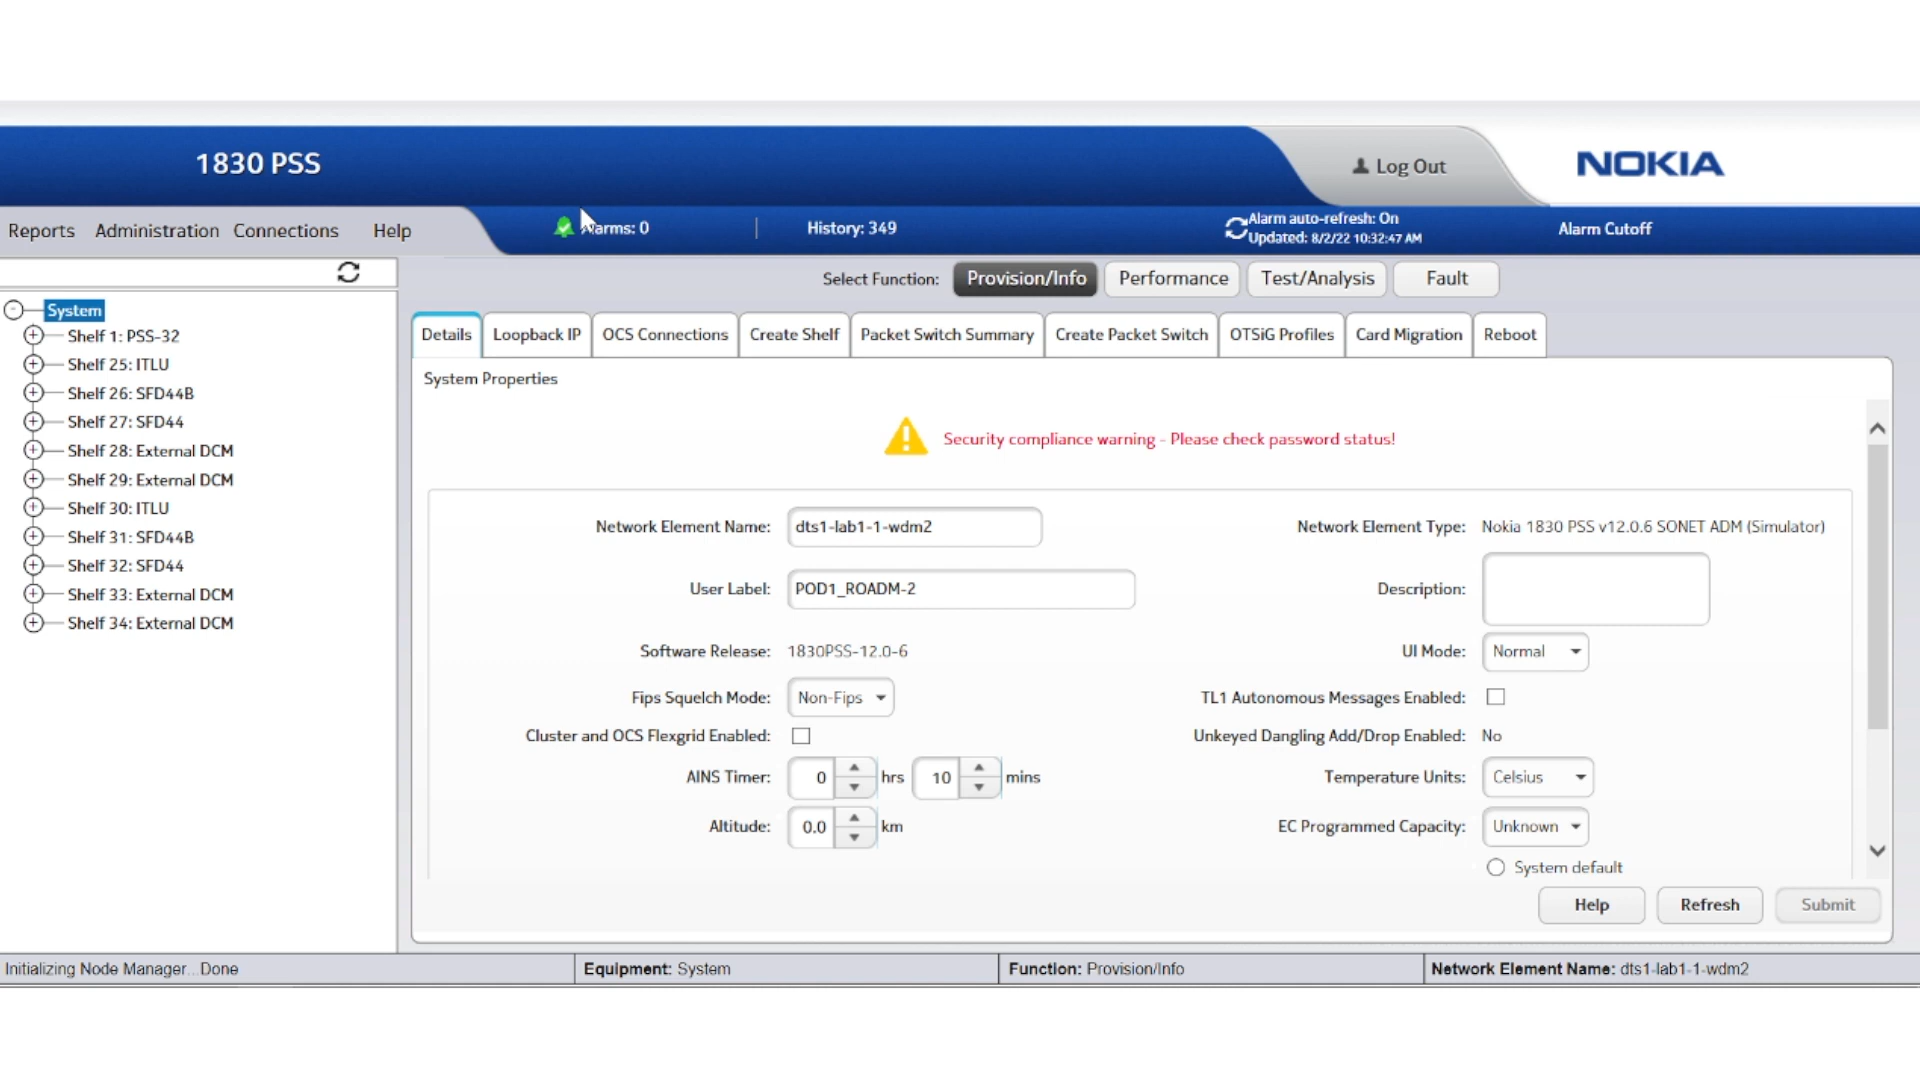 1830 PSS
Log Out
NOKIA
Reports Administration Connections Help
Alarms: 0
History: 349
Alarm auto-refresh: On
Updated: 8/2/22 10:32:47 AM
Alarm Cutoff
Select Function: Provision/Info Performance Test/Analysis Fault
System
Shelf 1: PSS-32
Shelf 25: ITLU
Shelf 26: SFD44B
Shelf 27: SFD44
Shelf 28: External DCM
Shelf 29: External DCM
Shelf 30: ITLU
Shelf 31: SFD44B
Shelf 32: SFD44
Shelf 33: External DCM
Shelf 34: External DCM
Details Loopback IP OCS Connections Create Shelf Packet Switch Summary Create Packet Switch OTSiG Profiles Card Migration Reboot
System Properties
Security compliance warning - Please check password status!
Network Element Name: dts1-lab1-1-wdm2
Network Element Type: Nokia 1830 PSS v12.0.6 SONET ADM (Simulator)
User Label: POD1_ROADM-2
Description:
Software Release: 1830PSS-12.0-6
UI Mode: Normal
Fips Squelch Mode: Non-Fips
TL1 Autonomous Messages Enabled:
Cluster and OCS Flexgrid Enabled:
Unkeyed Dangling Add/Drop Enabled: No
AINS Timer: 0 hrs 10 mins
Temperature Units: Celsius
Altitude: 0.0 km
EC Programmed Capacity: Unknown
System default
Help Refresh Submit
Initializing Node Manager...Done
Equipment: System
Function: Provision/Info
Network Element Name: dts1-lab1-1-wdm2